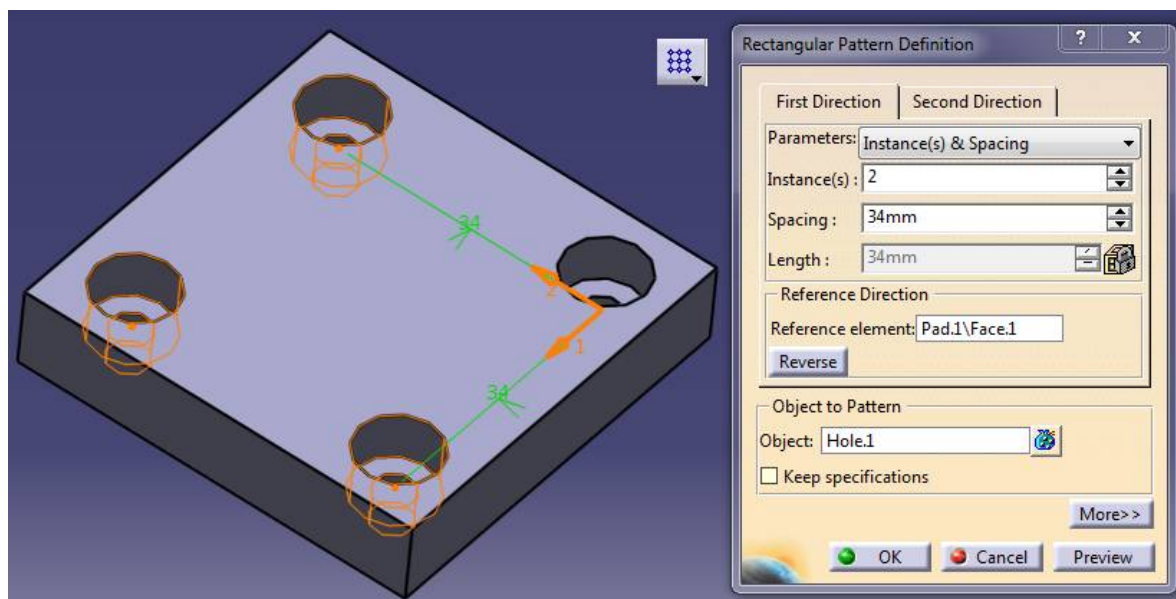 Rectangular Pattern Definition
? X
First Direction Second Direction
Parameters: Instance(s) & Spacing
Instance(s) : 2
Spacing : 34mm
Length : 34mm
Reference Direction
Reference element: Pad.1\Face.1
Reverse
Object to Pattern
Object: Hole.1
Keep specifications
More>>
OK Cancel Preview
34
2
1
34